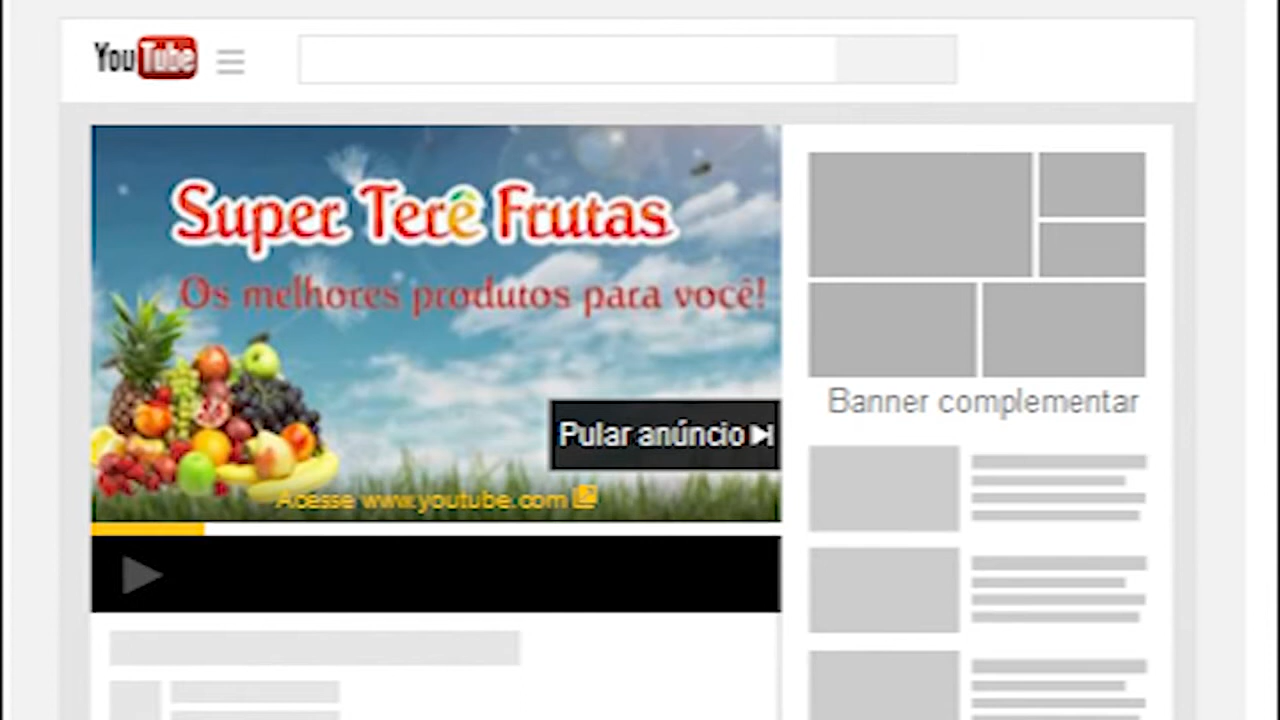 YouTube
Super Terê Frutas
Os melhores produtos para você!
Pular anúncio
Acesse www.youtube.com
Banner complementar